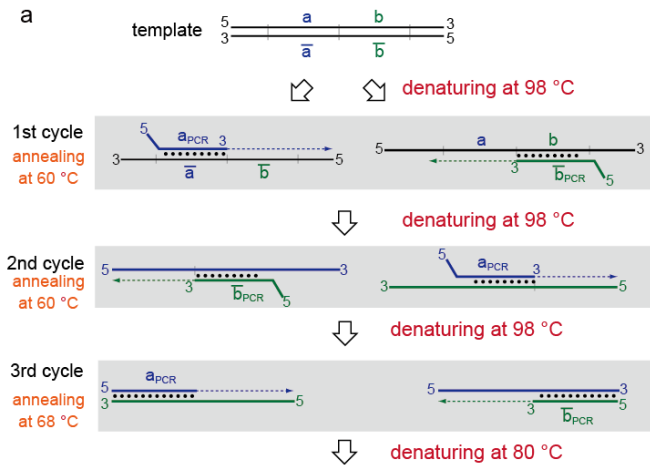 a
template
5 a b 3
3 a̅ b̅ 5
denaturing at 98 °C
1st cycle
annealing
at 60 °C
5 aPCR 3
3 a̅ b̅ 5
a b
5 3
3 b̅PCR 5
denaturing at 98 °C
2nd cycle
annealing
at 60 °C
5 3
3 b̅PCR 5
5 aPCR 3
3 5
denaturing at 98 °C
3rd cycle
annealing
at 68 °C
aPCR
5
3 5
5 3
3 b̅PCR 5
denaturing at 80 °C